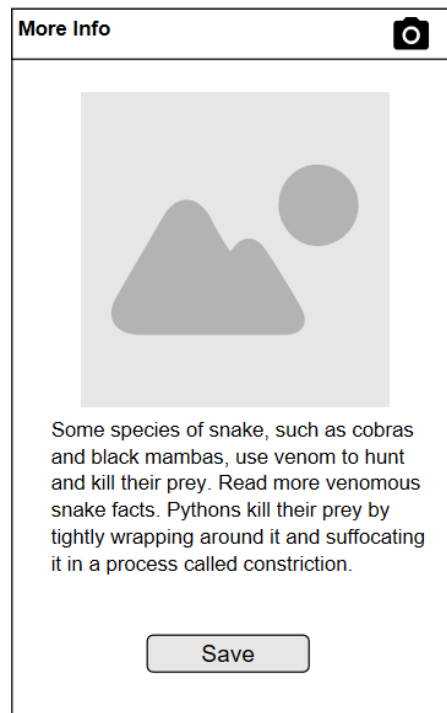 More Info
Some species of snake, such as cobras
and black mambas, use venom to hunt
and kill their prey. Read more venomous
snake facts. Pythons kill their prey by
tightly wrapping around it and suffocating
it in a process called constriction.
Save